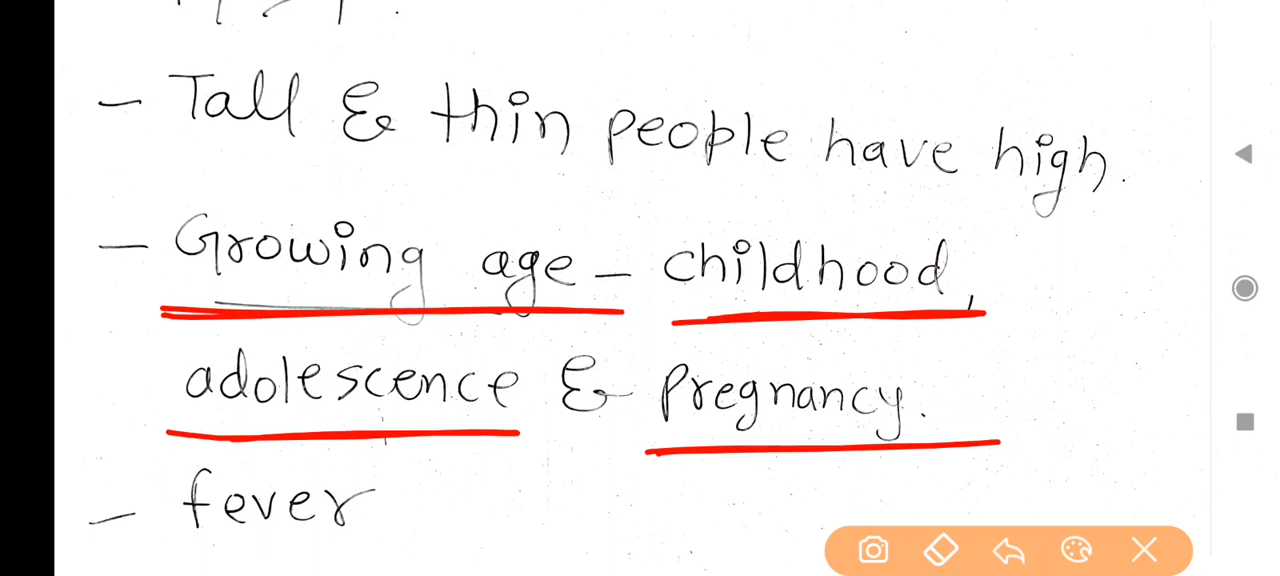 - Tall & thin people have high.
- Growing age - childhood,
adolescence & pregnancy.
- fever